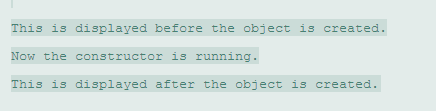 This is displayed before the object is created.
Now the constructor is running.
This is displayed after the object is created.